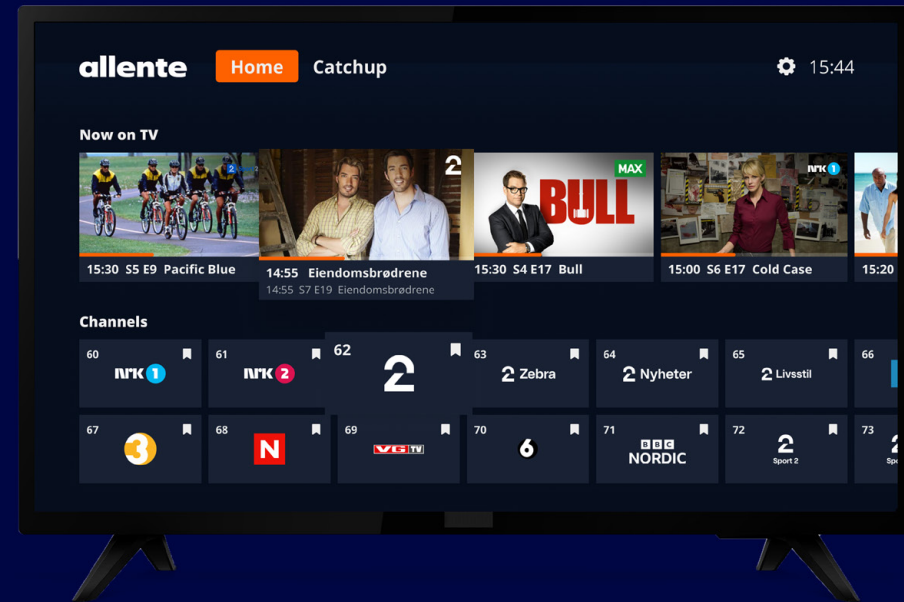 allente Home Catchup 15:44
Now on TV
2 2 MAX NRK 1
BULL
15:30 S5 E9 Pacific Blue
14:55 Eiendomsbrødrene
14:55 S7 E19 Eiendomsbrødrene
15:30 S4 E17 Bull
15:00 S6 E17 Cold Case
15:20
Channels
60 NRK 1
61 NRK 2
62 2
63 2 Zebra
64 2 Nyheter
65 2 Livsstil
66
67 3
68 N
69 VG TV
70 6
71 BBC NORDIC
72 2 Sport 2
73 2